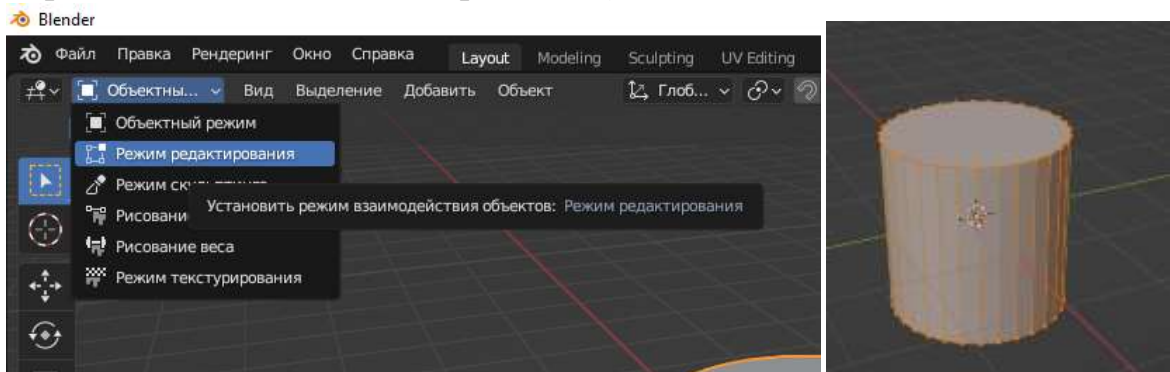 Blender
Файл Правка Рендеринг Окно Справка Layout Modeling Sculpting UV Editing
Объектны... Вид Выделение Добавить Объект Глоб...
Объектный режим
Режим редактирования
Режим
Установить режим взаимодействия объектов: Режим редактирования
Рисование веса
Режим текстурирования